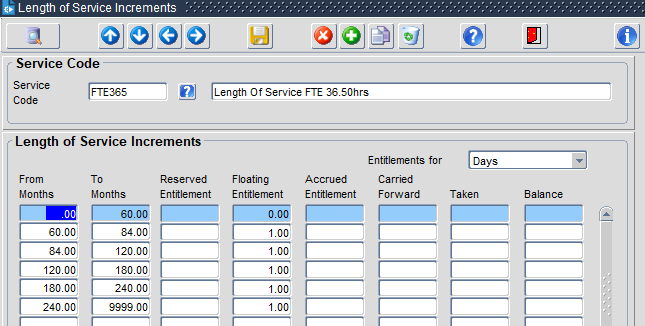 Length of Service Increments
Service Code
Service Code FTE365 Length Of Service FTE 36.50hrs
Length of Service Increments
Entitlements for Days
From Months To Months Reserved Entitlement Floating Entitlement Accrued Entitlement Carried Forward Taken Balance
.00 60.00 0.00
60.00 84.00 1.00
84.00 120.00 1.00
120.00 180.00 1.00
180.00 240.00 1.00
240.00 9999.00 1.00